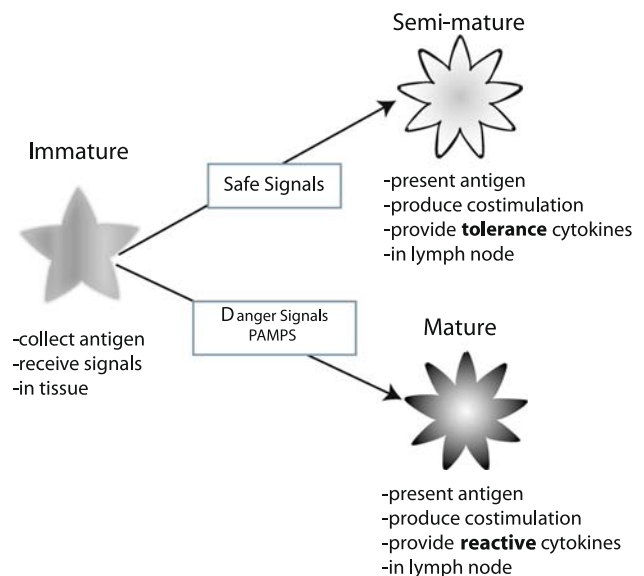 Semi-mature
Immature
Safe Signals
-present antigen
-produce costimulation
-provide tolerance cytokines
-in lymph node
Danger Signals
PAMPS
-collect antigen
-receive signals
-in tissue
Mature
-present antigen
-produce costimulation
-provide reactive cytokines
-in lymph node